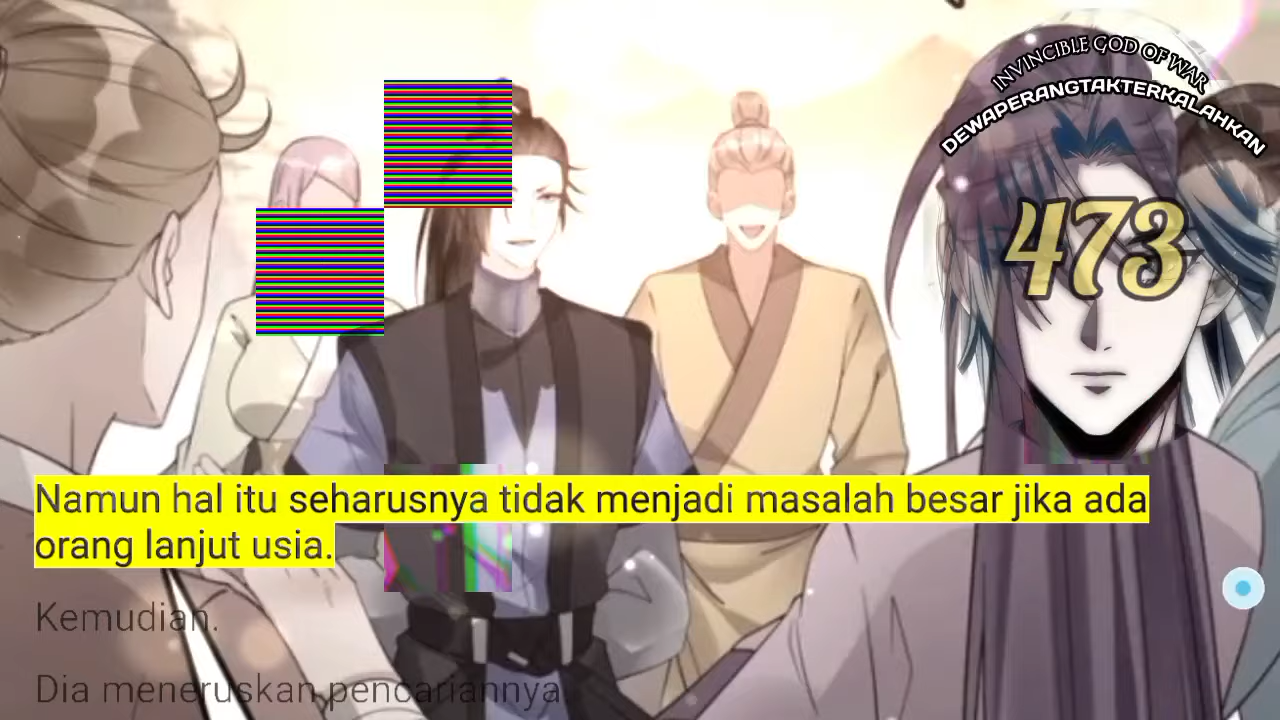 INVINCIBLE GOD OF WAR
DEWAPERANGTAKTERKALAHKAN
473
Namun hal itu seharusnya tidak menjadi masalah besar jika ada
orang lanjut usia.
Kemudian.
Dia meneruskan pencariannya.